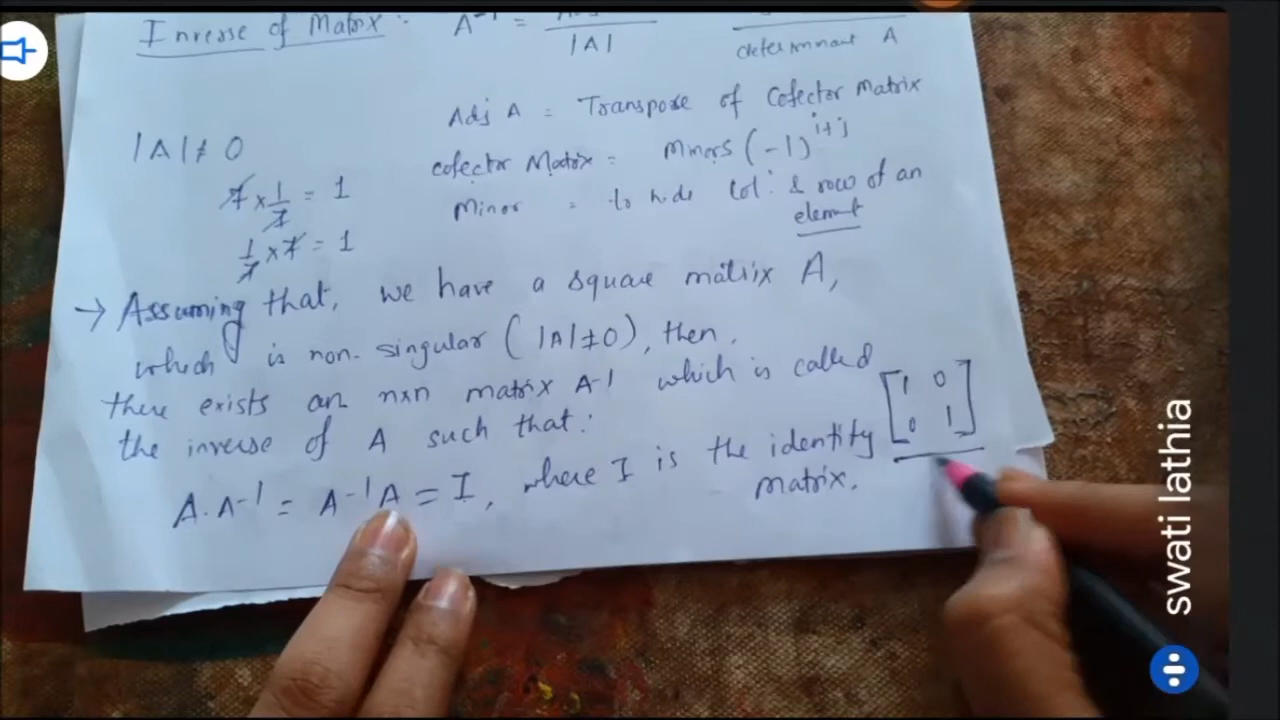 Inverse of Matrix:
A-1 =
|A|
determinant A
Adj A = Transpose of Cofector Matrix
|A| ≠ 0
cofector Matrix = Minors (-1)i+j
7 x 1/7 = 1
Minor = to hide Col: & row of an
element
1/7 x 7 = 1
→ Assuming that, we have a square matrix A,
which is non-singular (|A|≠0), then,
there exists an nxn matrix A-1 which is called
the inverse of A such that:
1 0
0 1
A.A-1 = A-1A = I, where I is the identity
matrix.
swati lathia